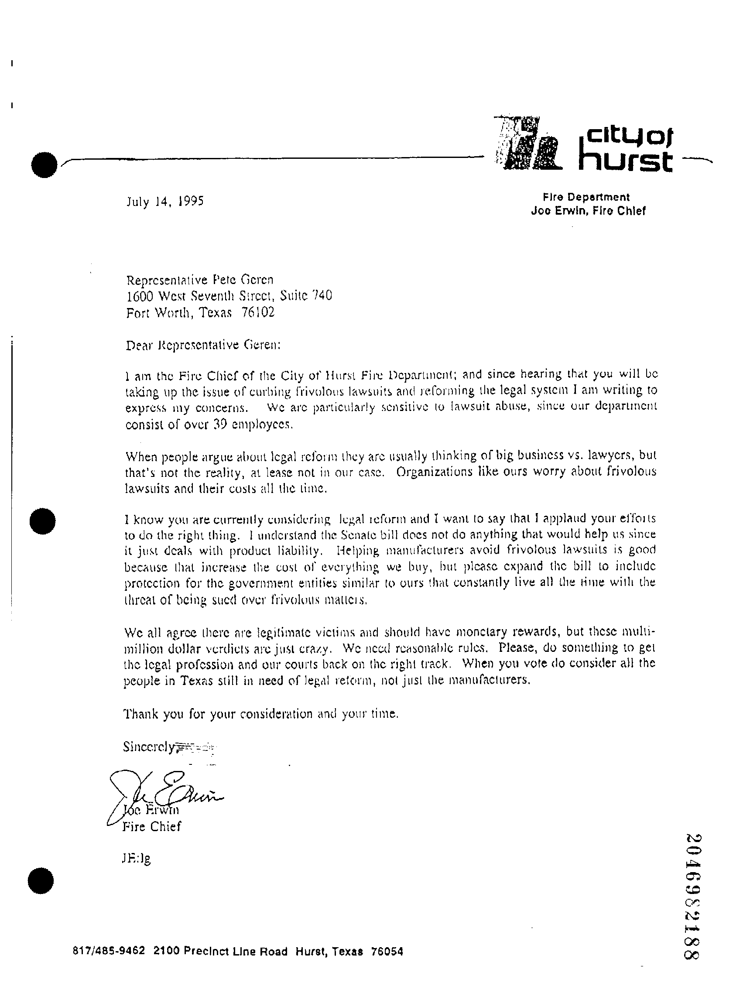 city of
hurst
Fire Department
Joe Erwin, Fire Chief
July 14, 1995
Representative Pete Geren
1600 West Seventh Street, Suite 740
Fort Worth, Texas 76102
Dear Representative Geren:
I am the Fire Chief of the City of Hurst Fire Department; and since hearing that you will be
taking up the issue of curbing frivolous lawsuits and reforming the legal system I am writing to
express my concerns. We are particularly sensitive to lawsuit abuse, since our department
consist of over 39 employees.
When people argue about legal reform they are usually thinking of big business vs. lawyers, but
that's not the reality, at lease not in our case. Organizations like ours worry about frivolous
lawsuits and their costs all the time.
I know you are currently considering legal reform and I want to say that I applaud your efforts
to do the right thing. I understand the Senate bill does not do anything that would help us since
it just deals with product liability. Helping manufacturers avoid frivolous lawsuits is good
because that increase the cost of everything we buy, but please expand the bill to include
protection for the government entities similar to ours that constantly live all the time with the
threat of being sued over frivolous matters.
We all agree there are legitimate victims and should have monetary rewards, but these multi-
million dollar verdicts are just crazy. We need reasonable rules. Please, do something to get
the legal profession and our courts back on the right track. When you vote do consider all the
people in Texas still in need of legal reform, not just the manufacturers.
Thank you for your consideration and your time.
Sincerely
Joe Erwin
Joe Erwin
Fire Chief
JE:lg
2046982188
817/485-9462 2100 Precinct Line Road Hurst, Texas 76054